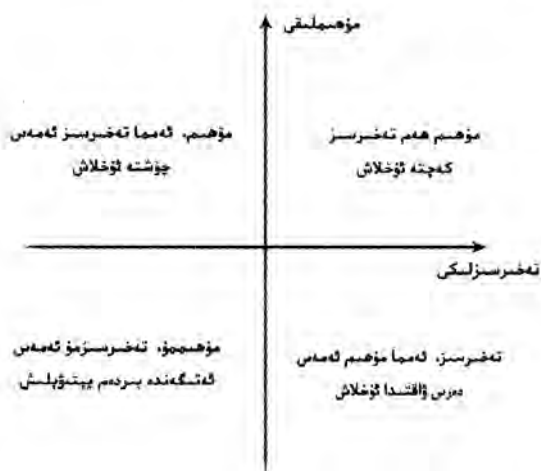 مۇھىملىقى
مۇھىم ھەم تەخىرسىز
كەچتە ئۇخلاش
مۇھىم، ئەمما تەخىرسىز ئەمەس
چۈشتە ئۇخلاش
تەخىرسىزلىكى
تەخىرسىز، ئەمما مۇھىم ئەمەس
دەرس ۋاقتىدا ئۇخلاش
مۇھىممۇ، تەخىرسىزمۇ ئەمەس
ئەتىگەندە بىردەم يېتىۋېلىش